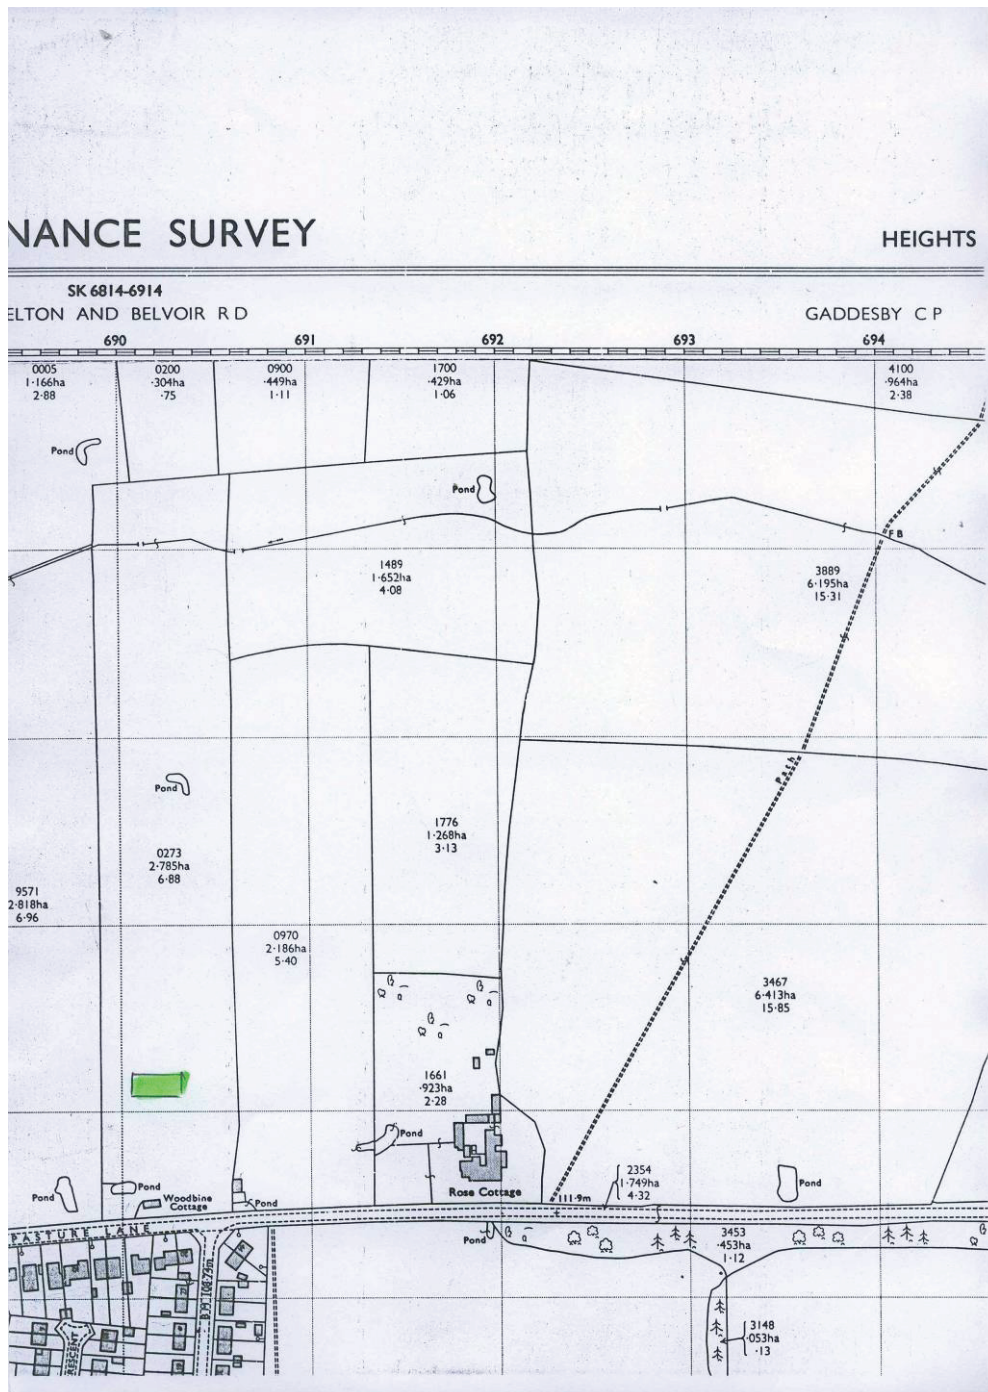 NANCE SURVEY
HEIGHTS
SK 6814-6914
ELTON AND BELVOIR R D
GADDESBY C P
690
691
692
693
694
0005
1·166ha
2·88
0200
·304ha
·75
0900
·449ha
1·11
1700
·429ha
1·06
4100
·964ha
2·38
Pond
Pond
F B
1489
1·652ha
4·08
3889
6·195ha
15·31
Path
Pond
1776
1·268ha
3·13
0273
2·785ha
6·88
9571
2·818ha
6·96
0970
2·186ha
5·40
3467
6·413ha
15·85
1661
·923ha
2·28
Pond
2354
1·749ha
4·32
Pond
Pond
Pond
Woodbine
Cottage
Pond
Rose Cottage
111·9m
PASTURE LANE
Pond
3453
·453ha
1·12
3148
·053ha
·13
RESCENT